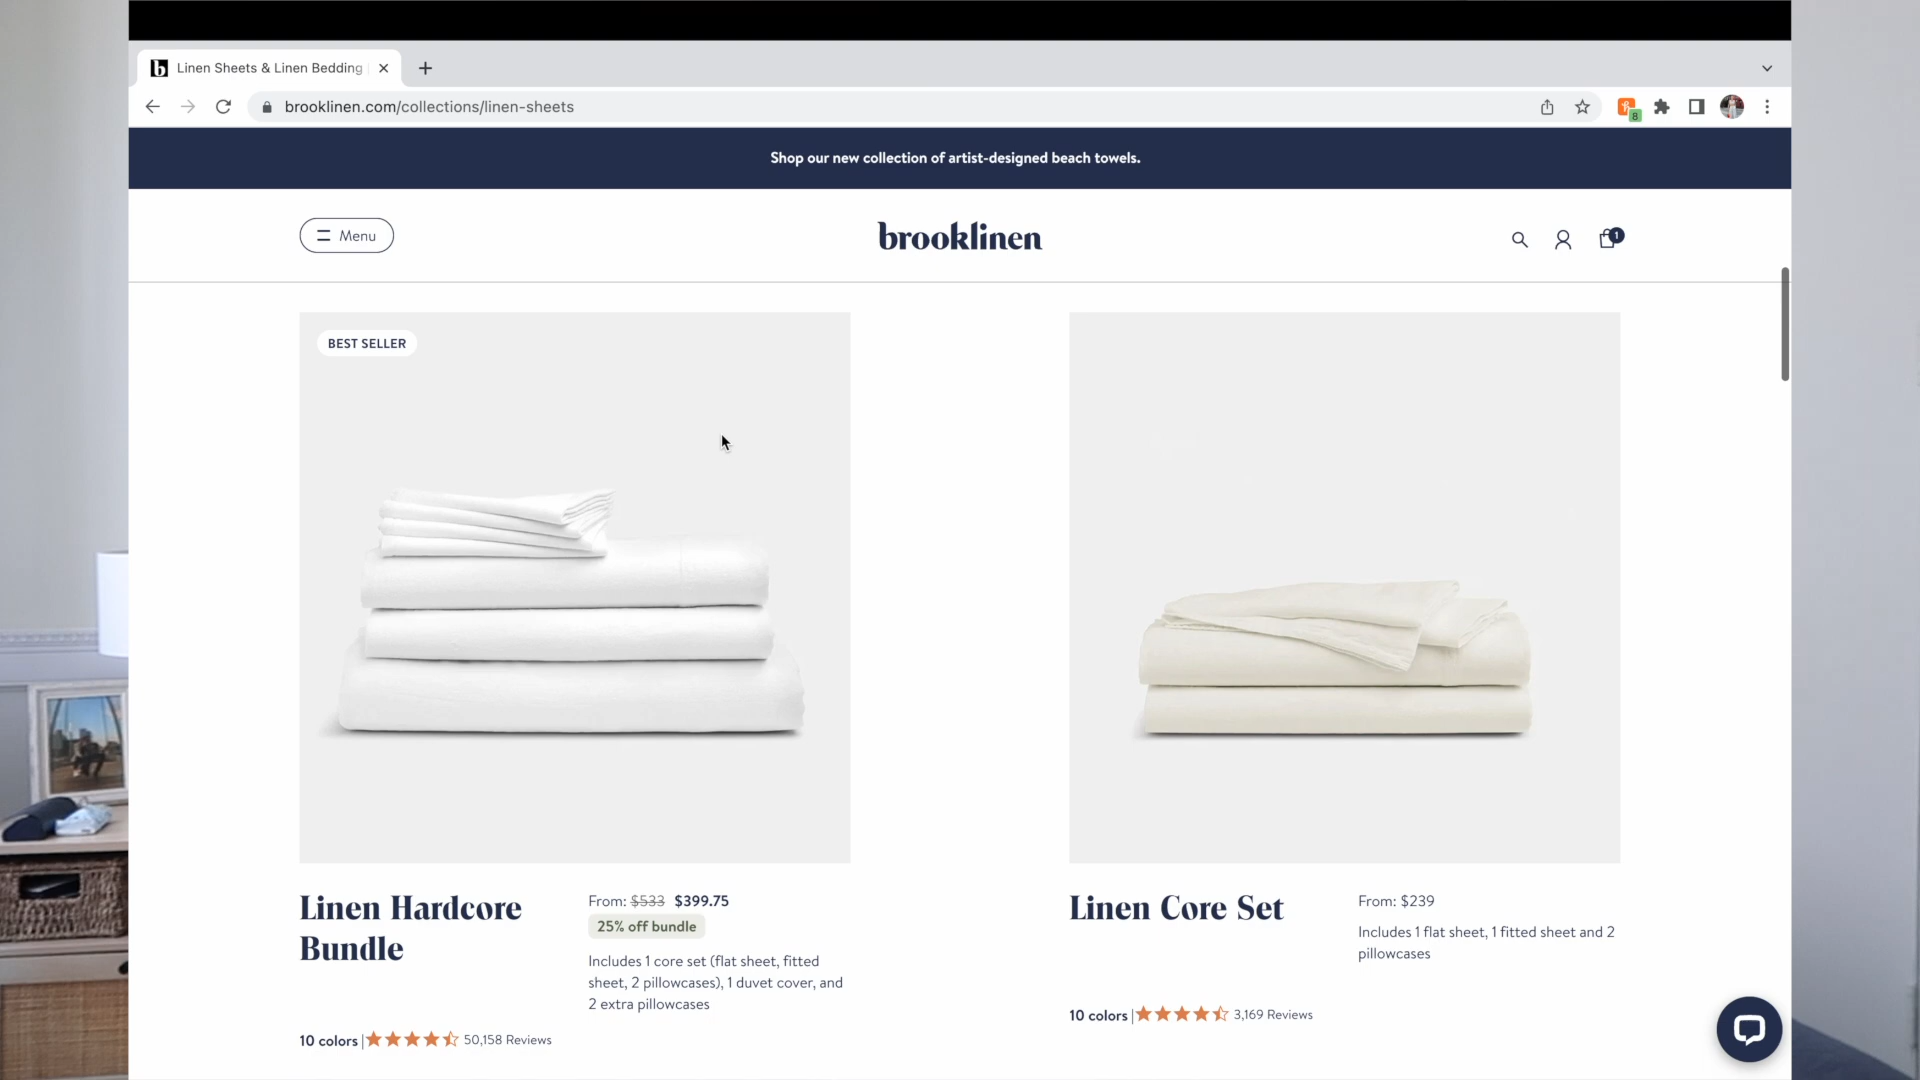 Linen Sheets & Linen Bedding
brooklinen.com/collections/linen-sheets
8
Shop our new collection of artist-designed beach towels.
Menu
brooklinen
1
BEST SELLER
Linen Hardcore
Bundle
From: $533 $399.75
25% off bundle
Includes 1 core set (flat sheet, fitted
sheet, 2 pillowcases), 1 duvet cover, and
2 extra pillowcases
10 colors | 50,158 Reviews
Linen Core Set
From: $239
Includes 1 flat sheet, 1 fitted sheet and 2
pillowcases
10 colors | 3,169 Reviews